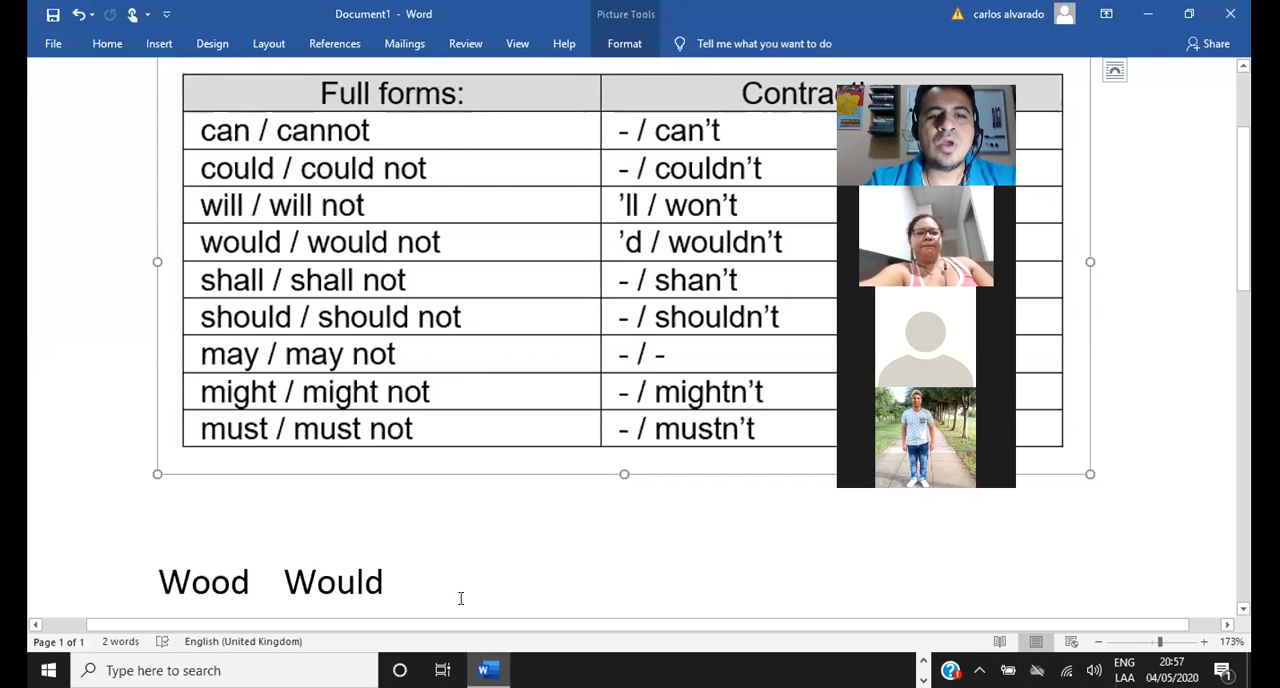 Document1 - Word
Picture Tools
carlos alvarado
File Home Insert Design Layout References Mailings Review View Help Format Tell me what you want to do Share
Full forms:
can / cannot - / can't
could / could not - / couldn't
will / will not 'll / won't
would / would not 'd / wouldn't
shall / shall not - / shan't
should / should not - / shouldn't
may / may not - / -
might / might not - / mightn't
must / must not - / mustn't
Wood Would
Page 1 of 1 2 words English (United Kingdom) 173%
Type here to search
ENG 20:57
LAA 04/05/2020